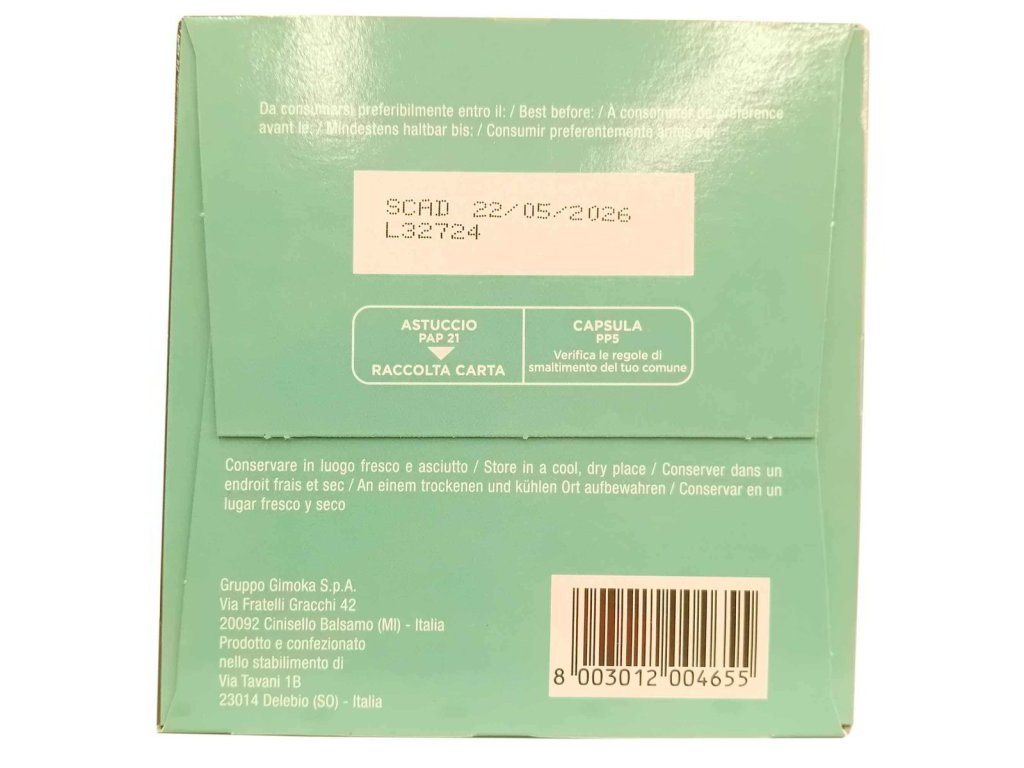 Da consumarsi preferibilmente entro il: / Best before: / À consommer de préférence
avant le: / Mindestens haltbar bis: / Consumir preferentemente antes del:
SCAD 22/05/2026
L32724
ASTUCCIO
PAP 21
RACCOLTA CARTA
CAPSULA
PP5
Verifica le regole di
smaltimento del tuo comune
Conservare in luogo fresco e asciutto / Store in a cool, dry place / Conserver dans un
endroit frais et sec / An einem trockenen und kühlen Ort aufbewahren / Conservar en un
lugar fresco y seco
Gruppo Gimoka S.p.A.
Via Fratelli Gracchi 42
20092 Cinisello Balsamo (MI) - Italia
Prodotto e confezionato
nello stabilimento di
Via Tavani 1B
23014 Delebio (SO) - Italia
8 003012 004655